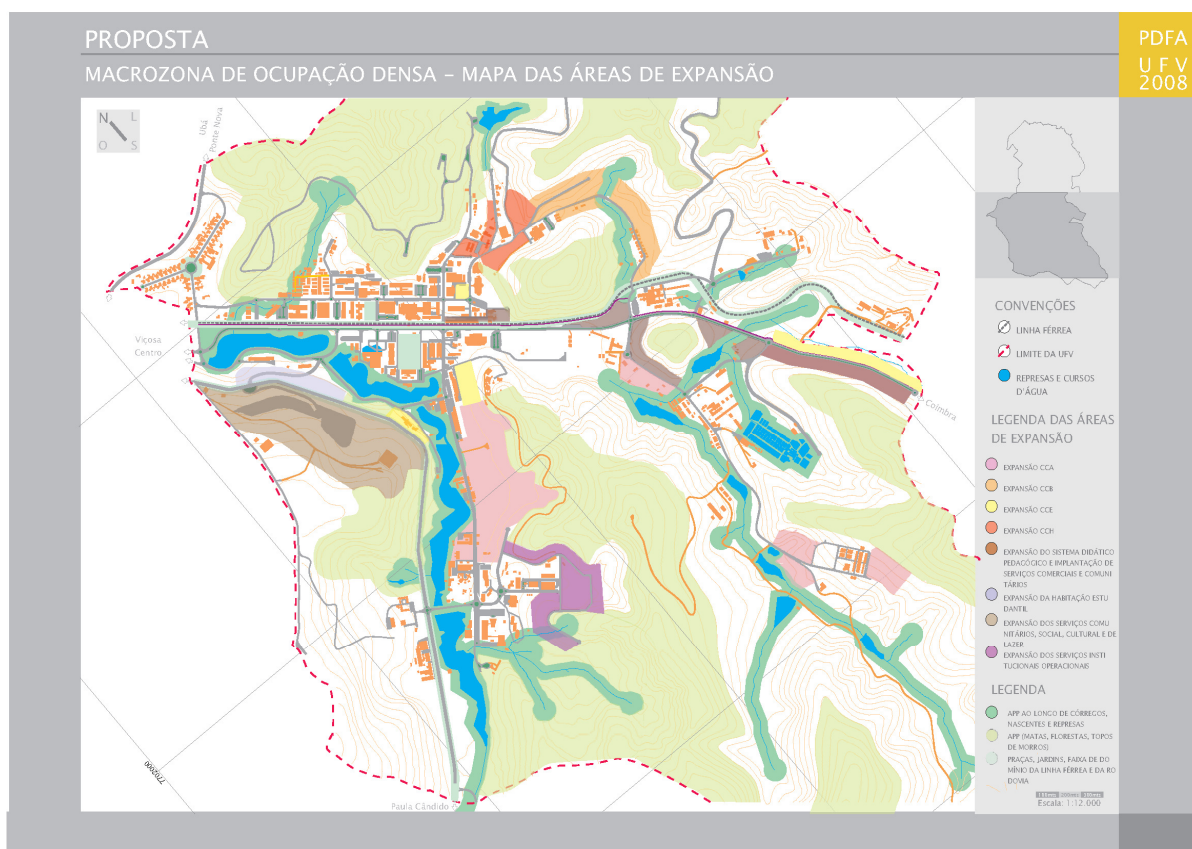 PROPOSTA
MACROZONA DE OCUPAÇÃO DENSA – MAPA DAS ÁREAS DE EXPANSÃO
PDFA
U F V
2008
N
L
O
S
Ubá
Ponte Nova
Viçosa
Centro
Coimbra
7702000
Paula Cândido
CONVENÇÕES
LINHA FÉRREA
LIMITE DA UFV
REPRESAS E CURSOS
D'ÁGUA
LEGENDA DAS ÁREAS
DE EXPANSÃO
EXPANSÃO CCA
EXPANSÃO CCB
EXPANSÃO CCE
EXPANSÃO CCH
EXPANSÃO DO SISTEMA DIDÁTICO
PEDAGÓGICO E IMPLANTAÇÃO DE
SERVIÇOS COMERCIAIS E COMUNI
TÁRIOS
EXPANSÃO DA HABITAÇÃO ESTU
DANTIL
EXPANSÃO DOS SERVIÇOS COMU
NITÁRIOS, SOCIAL, CULTURAL E DE
LAZER
EXPANSÃO DOS SERVIÇOS INSTI
TUCIONAIS OPERACIONAIS
LEGENDA
APP AO LONGO DE CÓRREGOS,
NASCENTES E REPRESAS
APP (MATAS, FLORESTAS, TOPOS
DE MORROS)
PRAÇAS, JARDINS, FAIXA DE DO
MÍNIO DA LINHA FÉRREA E DA RO
DOVIA
Escala: 1:12.000